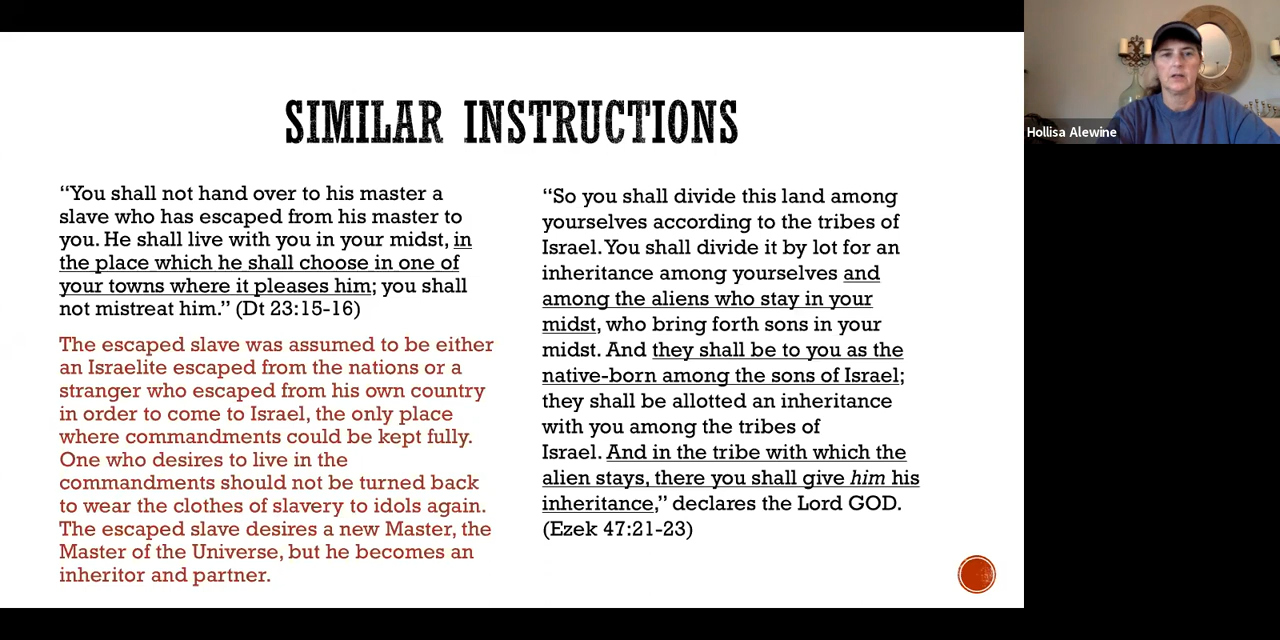 SIMILAR INSTRUCTIONS
“You shall not hand over to his master a
slave who has escaped from his master to
you. He shall live with you in your midst, in
the place which he shall choose in one of
your towns where it pleases him; you shall
not mistreat him.” (Dt 23:15-16)
The escaped slave was assumed to be either
an Israelite escaped from the nations or a
stranger who escaped from his own country
in order to come to Israel, the only place
where commandments could be kept fully.
One who desires to live in the
commandments should not be turned back
to wear the clothes of slavery to idols again.
The escaped slave desires a new Master, the
Master of the Universe, but he becomes an
inheritor and partner.
“So you shall divide this land among
yourselves according to the tribes of
Israel. You shall divide it by lot for an
inheritance among yourselves and
among the aliens who stay in your
midst, who bring forth sons in your
midst. And they shall be to you as the
native-born among the sons of Israel;
they shall be allotted an inheritance
with you among the tribes of
Israel. And in the tribe with which the
alien stays, there you shall give him his
inheritance,” declares the Lord GOD.
(Ezek 47:21-23)
Hollisa Alewine